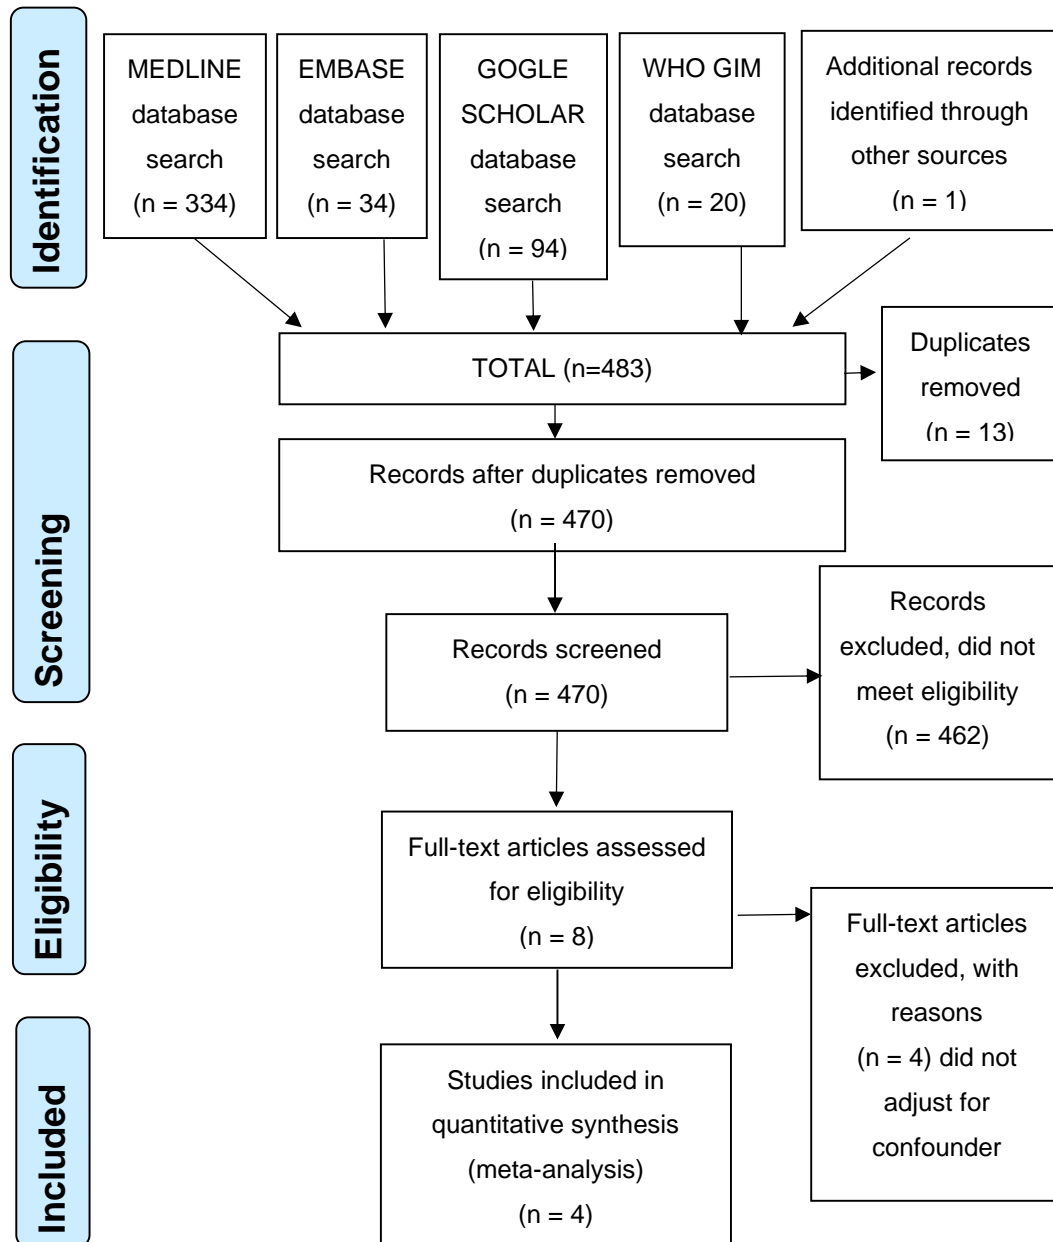 Identification
MEDLINE
database
search
(n = 334)
EMBASE
database
search
(n = 34)
GOGLE
SCHOLAR
database
search
(n = 94)
WHO GIM
database
search
(n = 20)
Additional records
identified through
other sources
(n = 1)
Screening
TOTAL (n=483)
Duplicates
removed
(n = 13)
Records after duplicates removed
(n = 470)
Records screened
(n = 470)
Records
excluded, did not
meet eligibility
(n = 462)
Eligibility
Full-text articles assessed
for eligibility
(n = 8)
Full-text articles
excluded, with
reasons
(n = 4) did not
adjust for
confounder
Included
Studies included in
quantitative synthesis
(meta-analysis)
(n = 4)